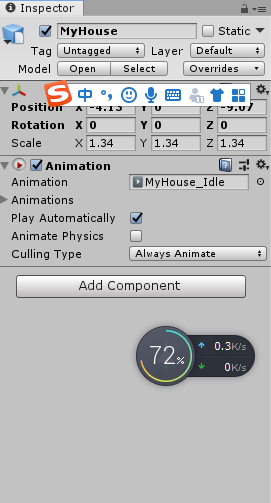 Inspector
MyHouse Static
Tag Untagged Layer Default
Model Open Select Overrides
S 中
Position X -4.13 Y 0 Z -9.07
Rotation X 0 Y 0 Z 0
Scale X 1.34 Y 1.34 Z 1.34
Animation
Animation MyHouse_Idle
Animations
Play Automatically
Animate Physics
Culling Type Always Animate
Add Component
72% 0.3K/s
0K/s